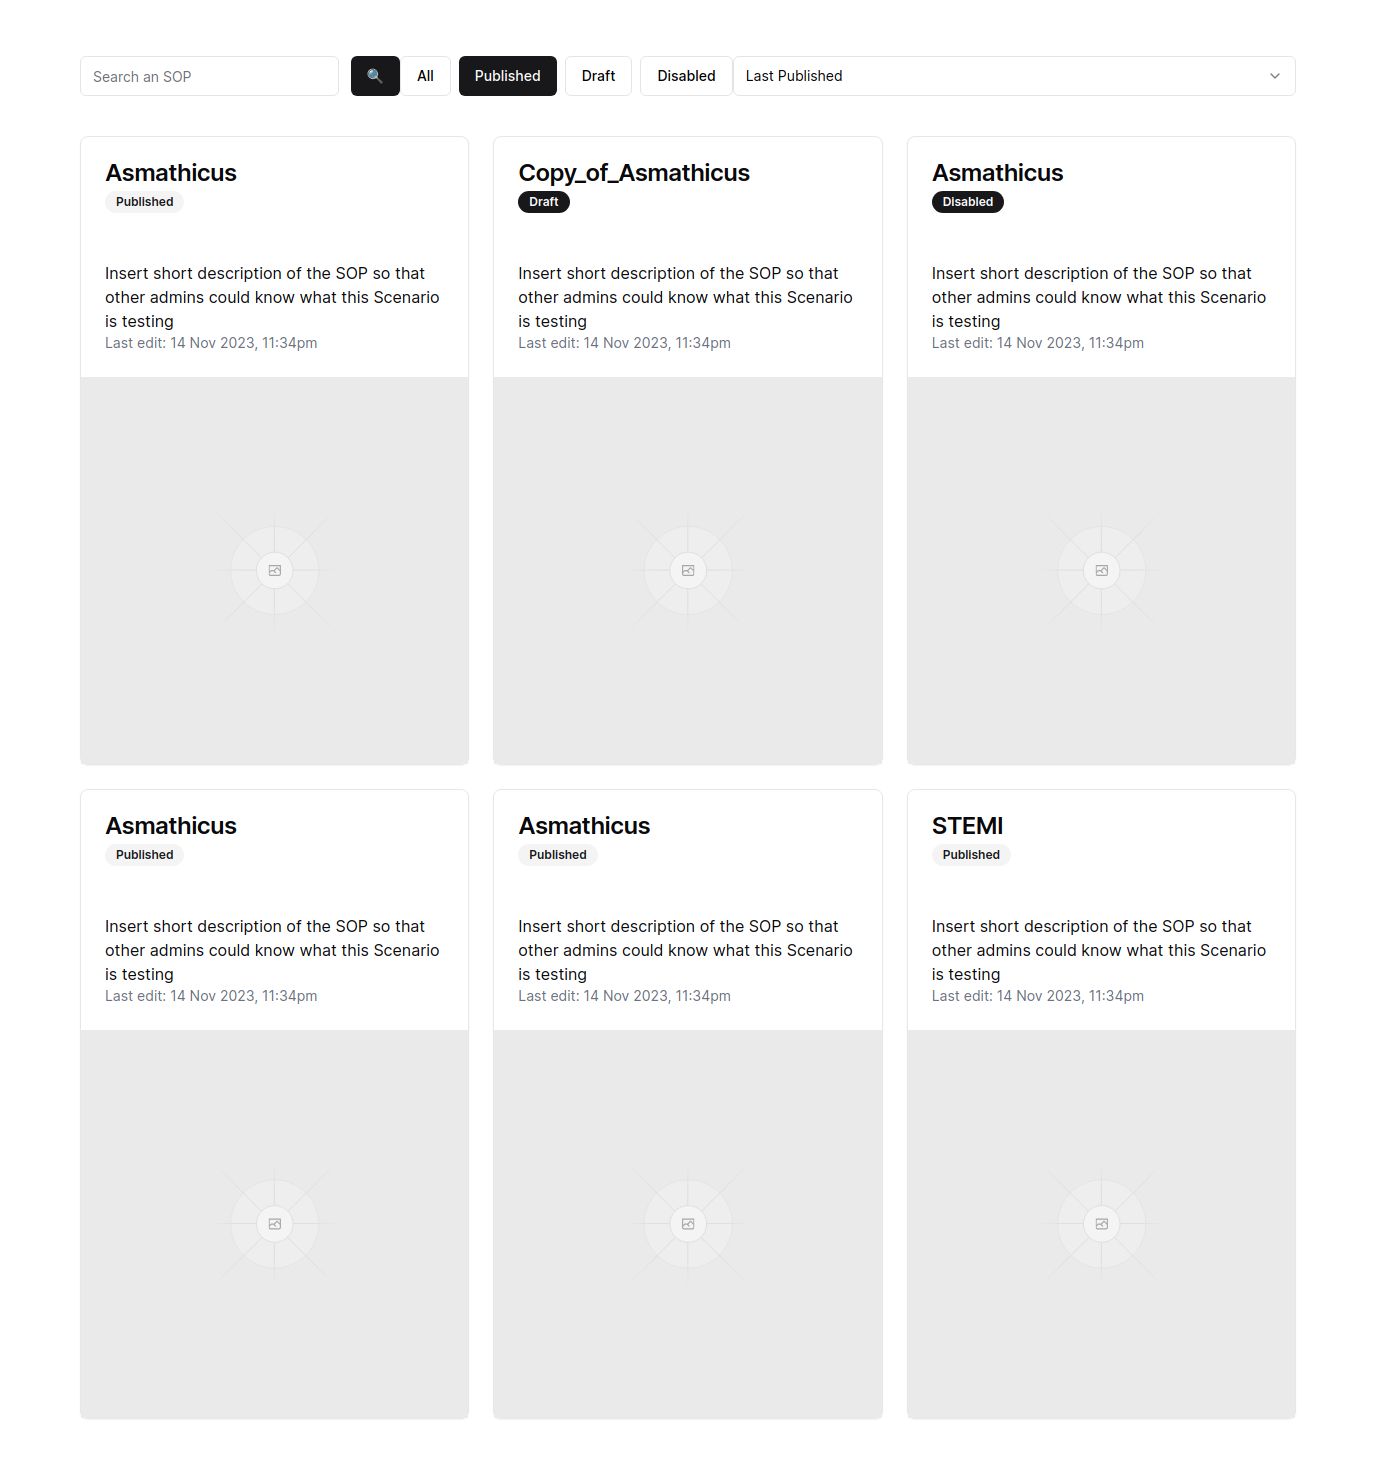 Search an SOP
All
Published
Draft
Disabled
Last Published
Asmathicus
Published
Insert short description of the SOP so that
other admins could know what this Scenario
is testing
Last edit: 14 Nov 2023, 11:34pm
Copy_of_Asmathicus
Draft
Insert short description of the SOP so that
other admins could know what this Scenario
is testing
Last edit: 14 Nov 2023, 11:34pm
Asmathicus
Disabled
Insert short description of the SOP so that
other admins could know what this Scenario
is testing
Last edit: 14 Nov 2023, 11:34pm
Asmathicus
Published
Insert short description of the SOP so that
other admins could know what this Scenario
is testing
Last edit: 14 Nov 2023, 11:34pm
Asmathicus
Published
Insert short description of the SOP so that
other admins could know what this Scenario
is testing
Last edit: 14 Nov 2023, 11:34pm
STEMI
Published
Insert short description of the SOP so that
other admins could know what this Scenario
is testing
Last edit: 14 Nov 2023, 11:34pm